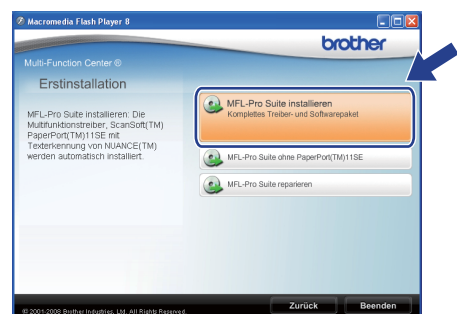 Macromedia Flash Player 8
brother
Multi-Function Center ®
Erstinstallation
MFL-Pro Suite installieren: Die
Multifunktionstreiber, ScanSoft(TM)
PaperPort(TM)11SE mit
Texterkennung von NUANCE(TM)
werden automatisch installiert.
MFL-Pro Suite installieren
Komplettes Treiber- und Softwarepaket
MFL-Pro Suite ohne PaperPort(TM)11SE
MFL-Pro Suite reparieren
© 2001-2008 Brother Industries, Ltd. All Rights Reserved.
Zurück
Beenden